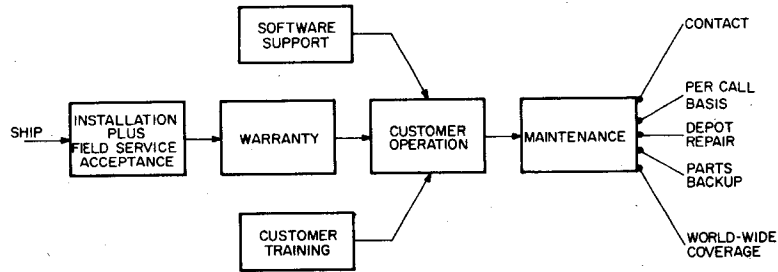 SOFTWARE
SUPPORT
SHIP
INSTALLATION
PLUS
FIELD SERVICE
ACCEPTANCE
WARRANTY
CUSTOMER
OPERATION
MAINTENANCE
CUSTOMER
TRAINING
CONTACT
PER CALL
BASIS
DEPOT
REPAIR
PARTS
BACKUP
WORLD-WIDE
COVERAGE